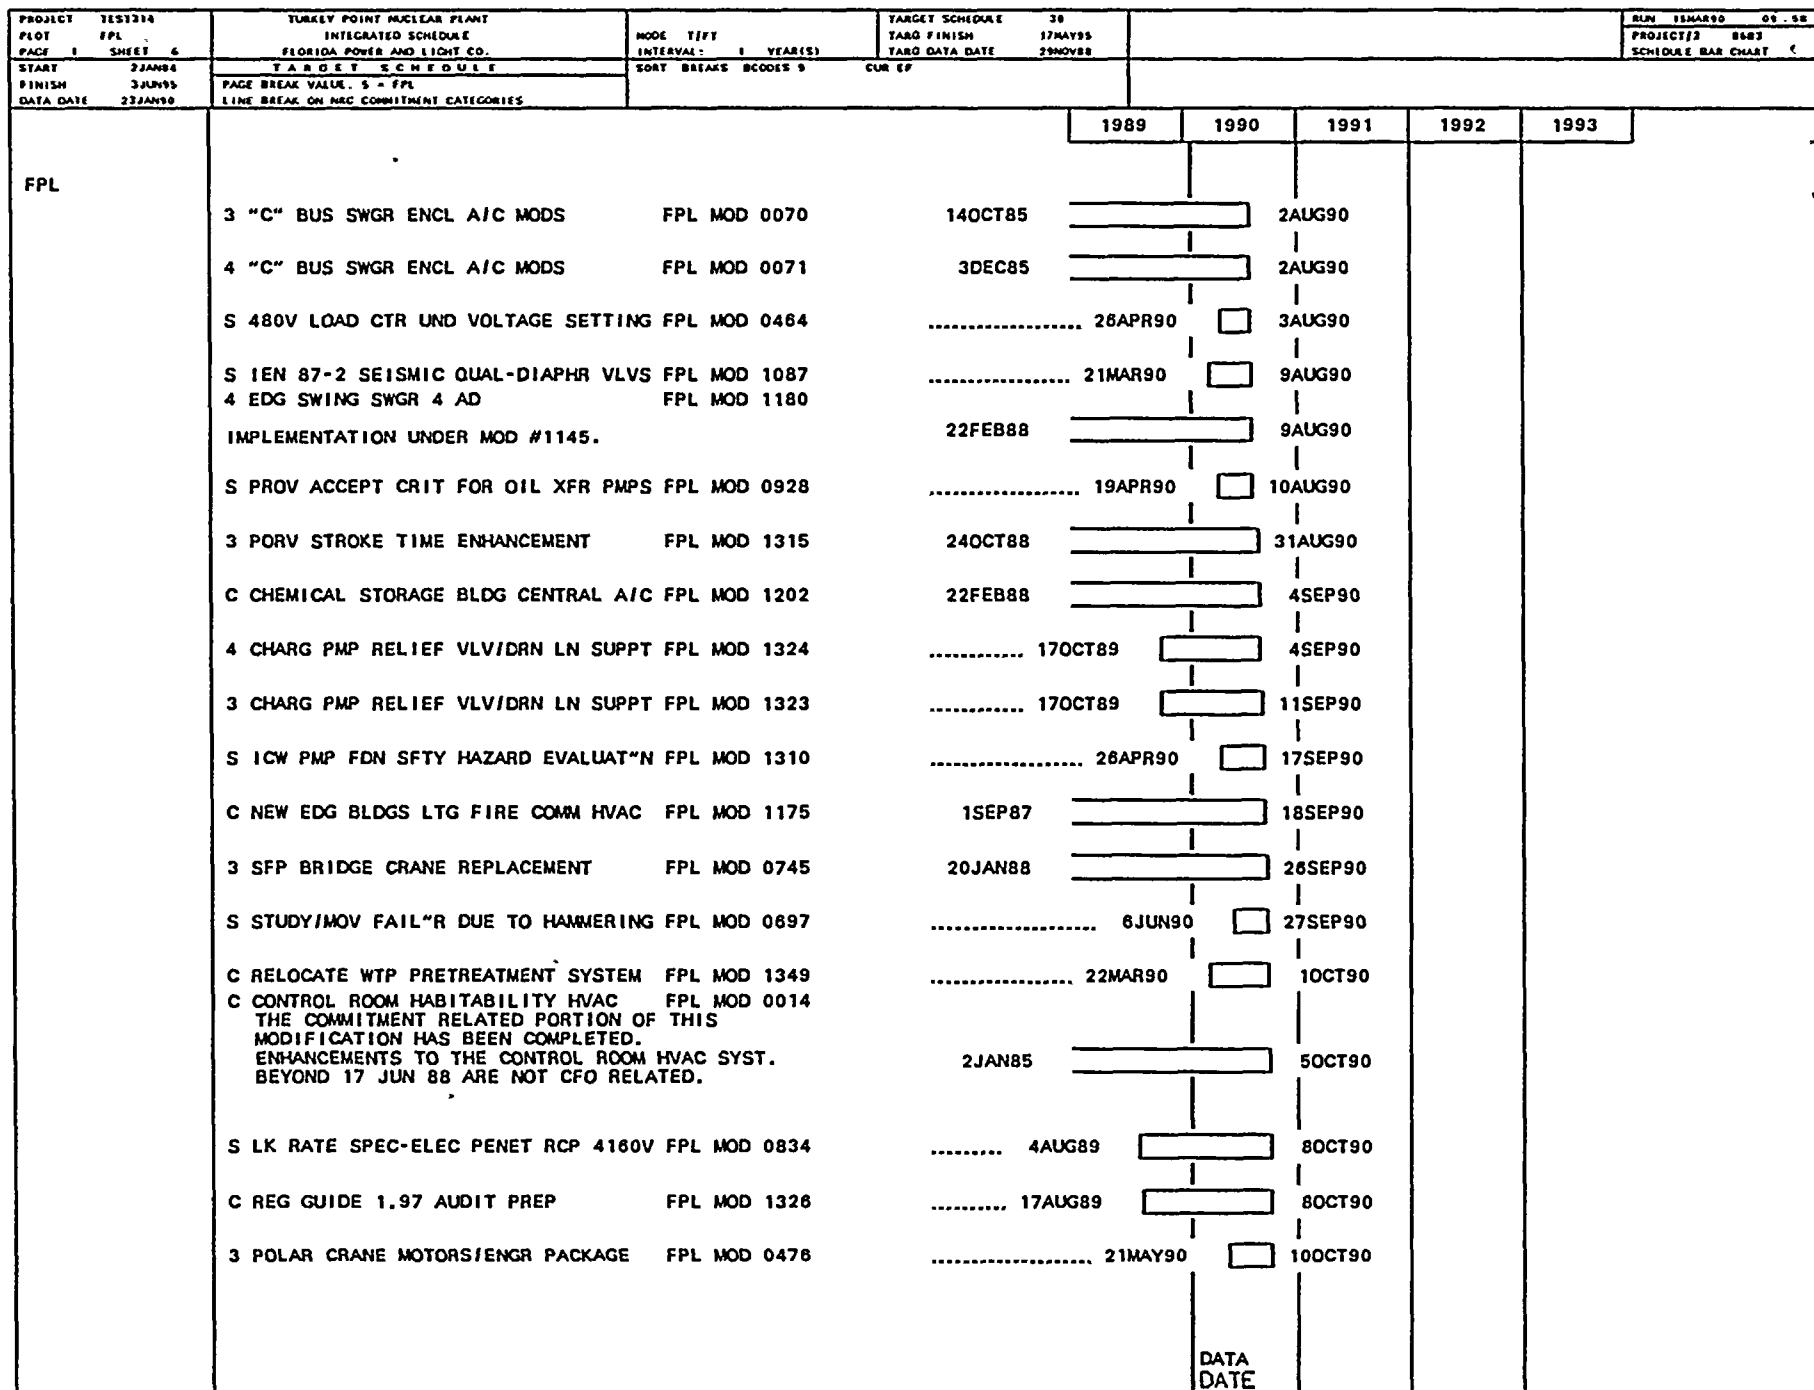 PROJECT TES1314
PLOT FPL
PAGE 1 SHEET 6
START 2JAN84
FINISH 3JUN95
DATA DATE 23JAN90
TURKEY POINT NUCLEAR PLANT
INTEGRATED SCHEDULE
FLORIDA POWER AND LIGHT CO.
TARGET SCHEDULE
PAGE BREAK VALUE. 5 = FPL
LINE BREAK ON NRC COMMITMENT CATEGORIES
MODE T/FT
INTERVAL: 1 YEAR(S)
SORT BREAKS BCODES 5 CUR EF
TARGET SCHEDULE 30
TARG FINISH 17MAY95
TARG DATA DATE 29NOV88
RUN 15MAR90 09.58
PROJECT/2 8683
SCHEDULE BAR CHART
1989 1990 1991 1992 1993
FPL
3 "C" BUS SWGR ENCL A/C MODS FPL MOD 0070 14OCT85 2AUG90
4 "C" BUS SWGR ENCL A/C MODS FPL MOD 0071 3DEC85 2AUG90
S 480V LOAD CTR UND VOLTAGE SETTING FPL MOD 0464 26APR90 3AUG90
S IEN 87-2 SEISMIC QUAL-DIAPHR VLVS FPL MOD 1087 21MAR90 9AUG90
4 EDG SWING SWGR 4 AD FPL MOD 1180
IMPLEMENTATION UNDER MOD #1145. 22FEB88 9AUG90
S PROV ACCEPT CRIT FOR OIL XFR PMPS FPL MOD 0928 19APR90 10AUG90
3 PORV STROKE TIME ENHANCEMENT FPL MOD 1315 24OCT88 31AUG90
C CHEMICAL STORAGE BLDG CENTRAL A/C FPL MOD 1202 22FEB88 4SEP90
4 CHARG PMP RELIEF VLV/DRN LN SUPPT FPL MOD 1324 17OCT89 4SEP90
3 CHARG PMP RELIEF VLV/DRN LN SUPPT FPL MOD 1323 17OCT89 11SEP90
S ICW PMP FDN SFTY HAZARD EVALUAT"N FPL MOD 1310 26APR90 17SEP90
C NEW EDG BLDGS LTG FIRE COMM HVAC FPL MOD 1175 1SEP87 18SEP90
3 SFP BRIDGE CRANE REPLACEMENT FPL MOD 0745 20JAN88 26SEP90
S STUDY/MOV FAIL"R DUE TO HAMMERING FPL MOD 0697 6JUN90 27SEP90
C RELOCATE WTP PRETREATMENT SYSTEM FPL MOD 1349 22MAR90 1OCT90
C CONTROL ROOM HABITABILITY HVAC FPL MOD 0014
THE COMMITMENT RELATED PORTION OF THIS
MODIFICATION HAS BEEN COMPLETED.
ENHANCEMENTS TO THE CONTROL ROOM HVAC SYST. 2JAN85 5OCT90
BEYOND 17 JUN 88 ARE NOT CFO RELATED.
S LK RATE SPEC-ELEC PENET RCP 4160V FPL MOD 0834 4AUG89 8OCT90
C REG GUIDE 1.97 AUDIT PREP FPL MOD 1326 17AUG89 8OCT90
3 POLAR CRANE MOTORS/ENGR PACKAGE FPL MOD 0476 21MAY90 10OCT90
DATA
DATE